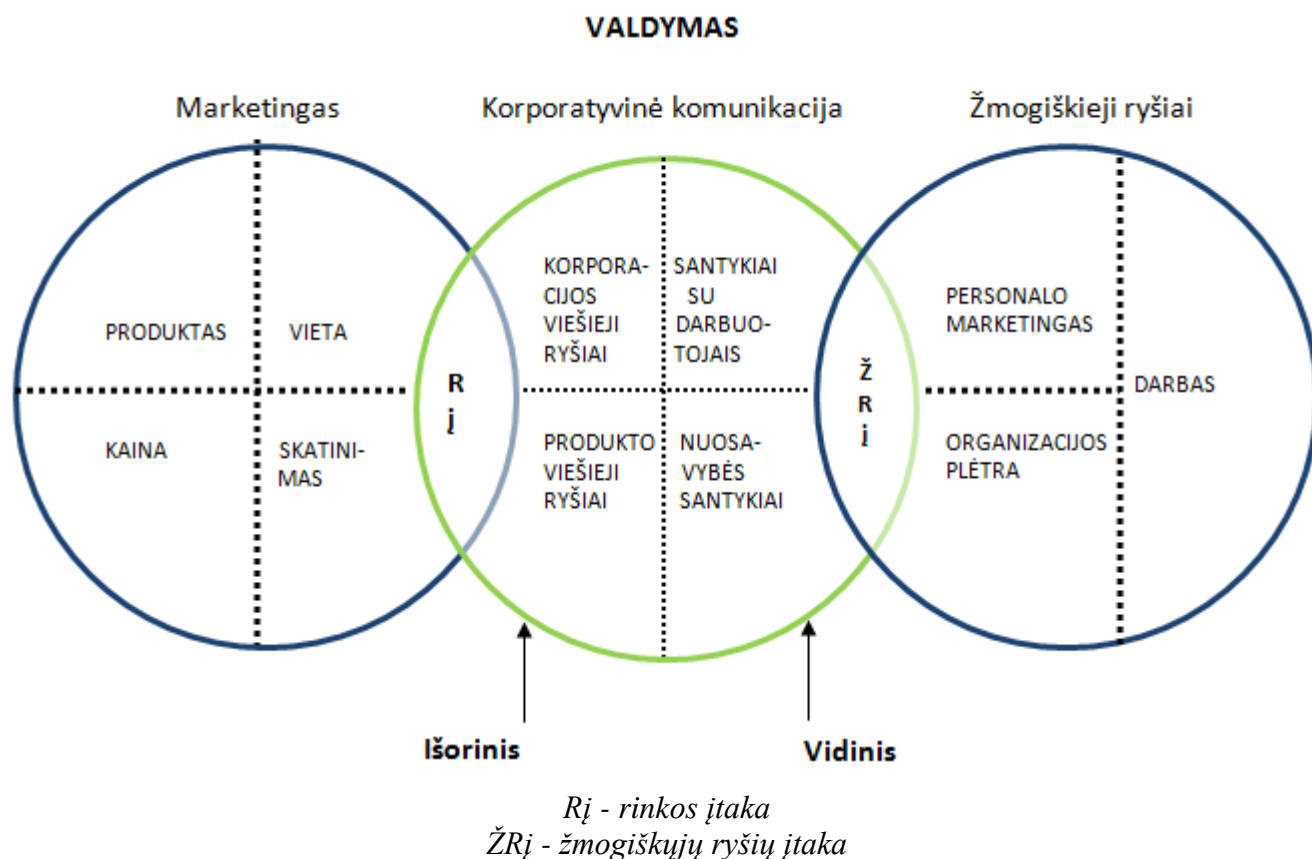 VALDYMAS
Marketingas
Korporatyvinė komunikacija
Žmogiškieji ryšiai
PRODUKTAS
VIETA
KAINA
SKATINI-
MAS
R
į
KORPORA-
CIJOS
VIEŠIEJI
RYŠIAI
SANTYKIAI
SU
DARBUO-
TOJAIS
PRODUKTO
VIEŠIEJI
RYŠIAI
NUOSA-
VYBĖS
SANTYKIAI
Ž
R
į
PERSONALO
MARKETINGAS
DARBAS
ORGANIZACIJOS
PLĖTRA
Išorinis
Vidinis
Rį - rinkos įtaka
ŽRį - žmogiškųjų ryšių įtaka